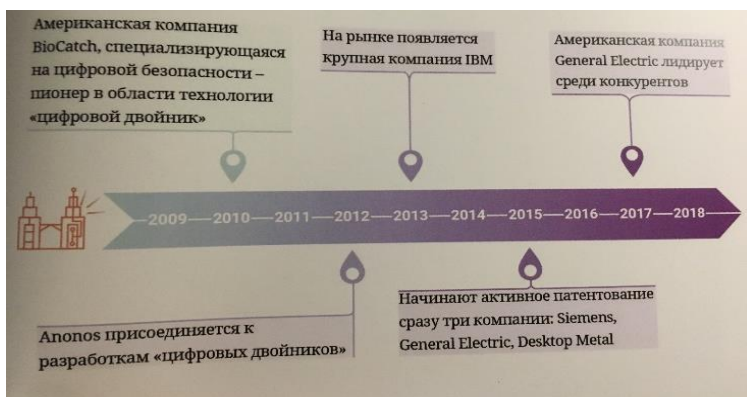 Американская компания
BioCatch, специализирующаяся
на цифровой безопасности –
пионер в области технологии
«цифровой двойник»
На рынке появляется
крупная компания IBM
Американская компания
General Electric лидирует
среди конкурентов
2009 2010 2011 2012 2013 2014 2015 2016 2017 2018
Anonos присоединяется к
разработкам «цифровых двойников»
Начинают активное патентование
сразу три компании: Siemens,
General Electric, Desktop Metal